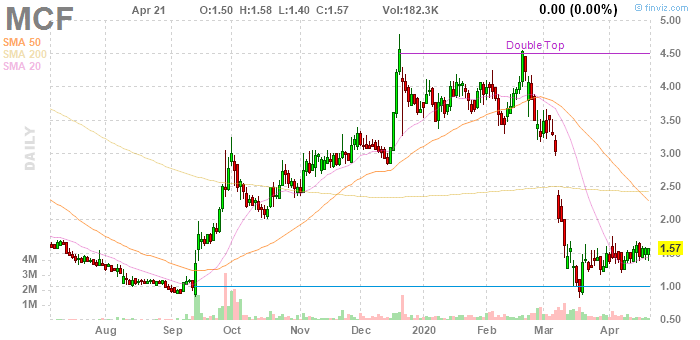 MCF Apr 21 O:1.50 H:1.58 L:1.40 C:1.57 Vol:182.3K 0.00 (0.00%) © finviz.com
SMA 50
SMA 200
SMA 20
Double Top
DAILY
5.00
4.50
4.00
3.50
3.00
2.50
2.00
1.57
1.00
0.50
4M
3M
2M
1M
Aug Sep Oct Nov Dec 2020 Feb Mar Apr